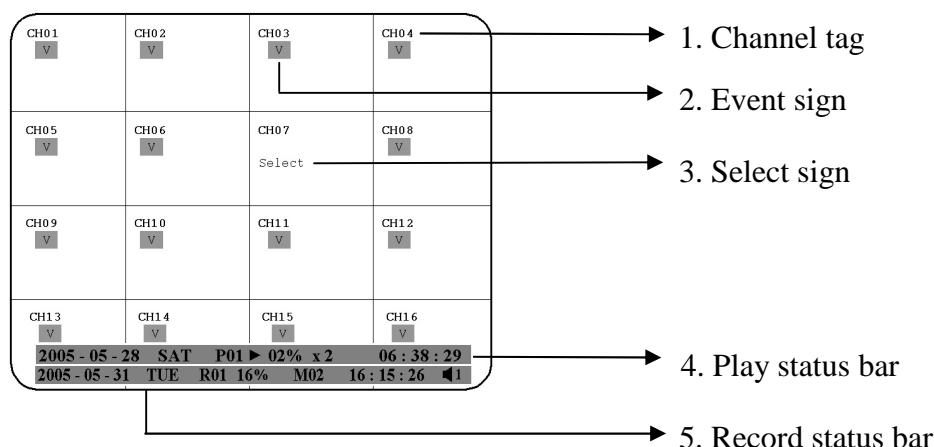 CH01 CH02 CH03 CH04
V V V V
1. Channel tag
2. Event sign
CH05 CH06 CH07 CH08
V V V
Select
3. Select sign
CH09 CH10 CH11 CH12
V V V V
CH13 CH14 CH15 CH16
V V V V
2005 - 05 - 28 SAT P01 ► 02% x 2 06 : 38 : 29
4. Play status bar
2005 - 05 - 31 TUE R01 16% M02 16 : 15 : 26 1
5. Record status bar